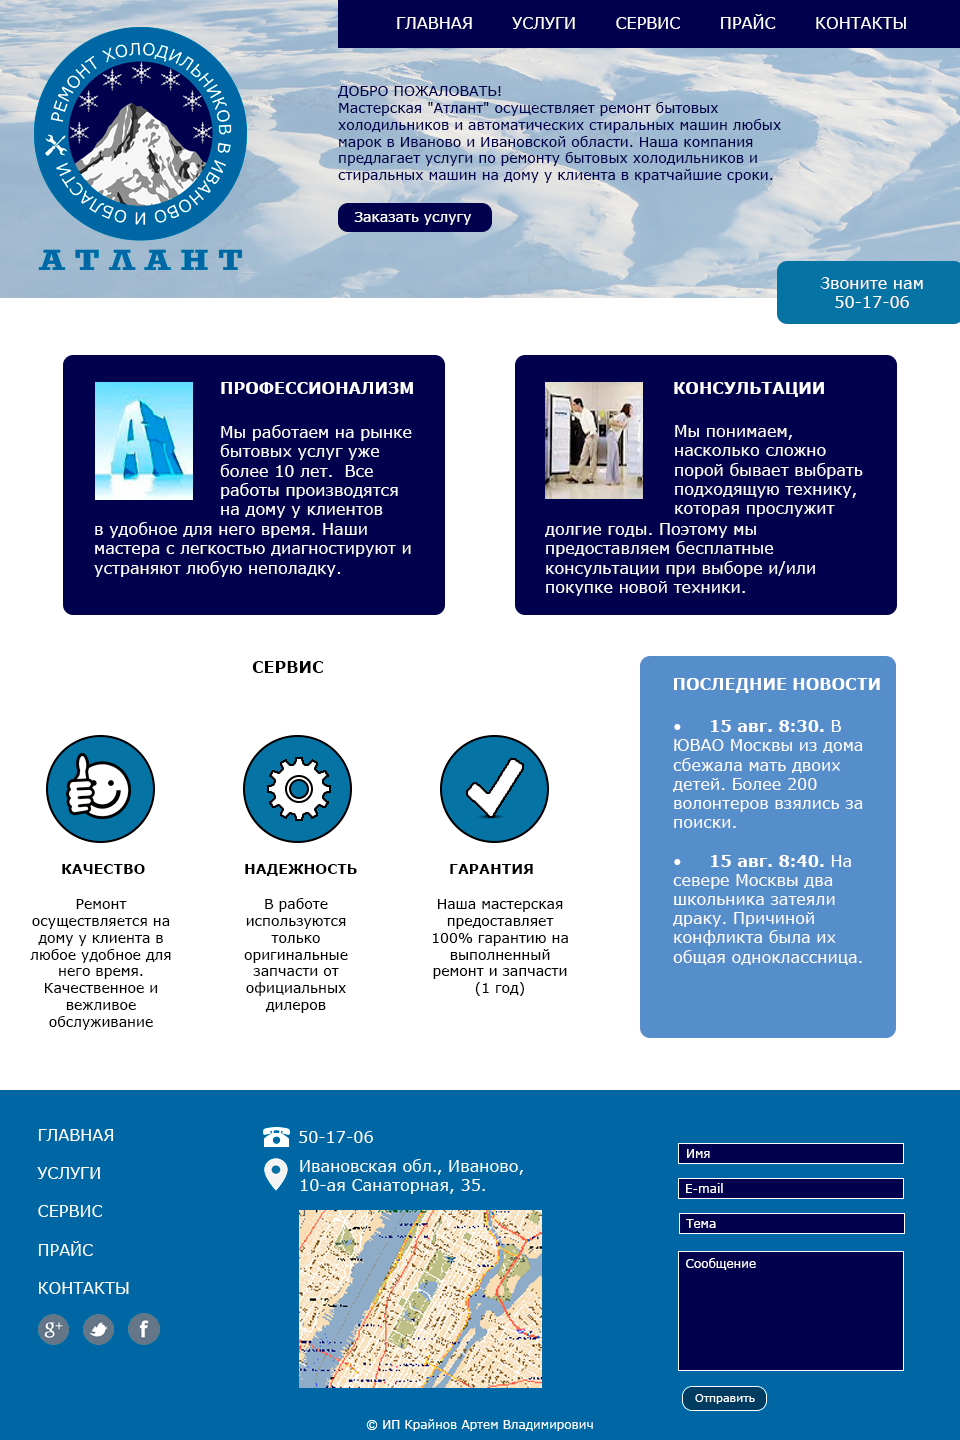 ГЛАВНАЯ УСЛУГИ СЕРВИС ПРАЙС КОНТАКТЫ
РЕМОНТ ХОЛОДИЛЬНИКОВ В ИВАНОВО И ОБЛАСТИ
АТЛАНТ
ДОБРО ПОЖАЛОВАТЬ!
Мастерская "Атлант" осуществляет ремонт бытовых
холодильников и автоматических стиральных машин любых
марок в Иваново и Ивановской области. Наша компания
предлагает услуги по ремонту бытовых холодильников и
стиральных машин на дому у клиента в кратчайшие сроки.
Заказать услугу
Звоните нам
50-17-06
ПРОФЕССИОНАЛИЗМ
Мы работаем на рынке
бытовых услуг уже
более 10 лет. Все
работы производятся
на дому у клиентов
в удобное для него время. Наши
мастера с легкостью диагностируют и
устраняют любую неполадку.
КОНСУЛЬТАЦИИ
Мы понимаем,
насколько сложно
порой бывает выбрать
подходящую технику,
которая прослужит
долгие годы. Поэтому мы
предоставляем бесплатные
консультации при выборе и/или
покупке новой техники.
СЕРВИС
КАЧЕСТВО
Ремонт
осуществляется на
дому у клиента в
любое удобное для
него время.
Качественное и
вежливое
обслуживание
НАДЕЖНОСТЬ
В работе
используются
только
оригинальные
запчасти от
официальных
дилеров
ГАРАНТИЯ
Наша мастерская
предоставляет
100% гарантию на
выполненный
ремонт и запчасти
(1 год)
ПОСЛЕДНИЕ НОВОСТИ
• 15 авг. 8:30. В
ЮВАО Москвы из дома
сбежала мать двоих
детей. Более 200
волонтеров взялись за
поиски.
• 15 авг. 8:40. На
севере Москвы два
школьника затеяли
драку. Причиной
конфликта была их
общая одноклассница.
ГЛАВНАЯ
УСЛУГИ
СЕРВИС
ПРАЙС
КОНТАКТЫ
g+ f
50-17-06
Ивановская обл., Иваново,
10-ая Санаторная, 35.
Имя
E-mail
Тема
Сообщение
Отправить
© ИП Крайнов Артем Владимирович